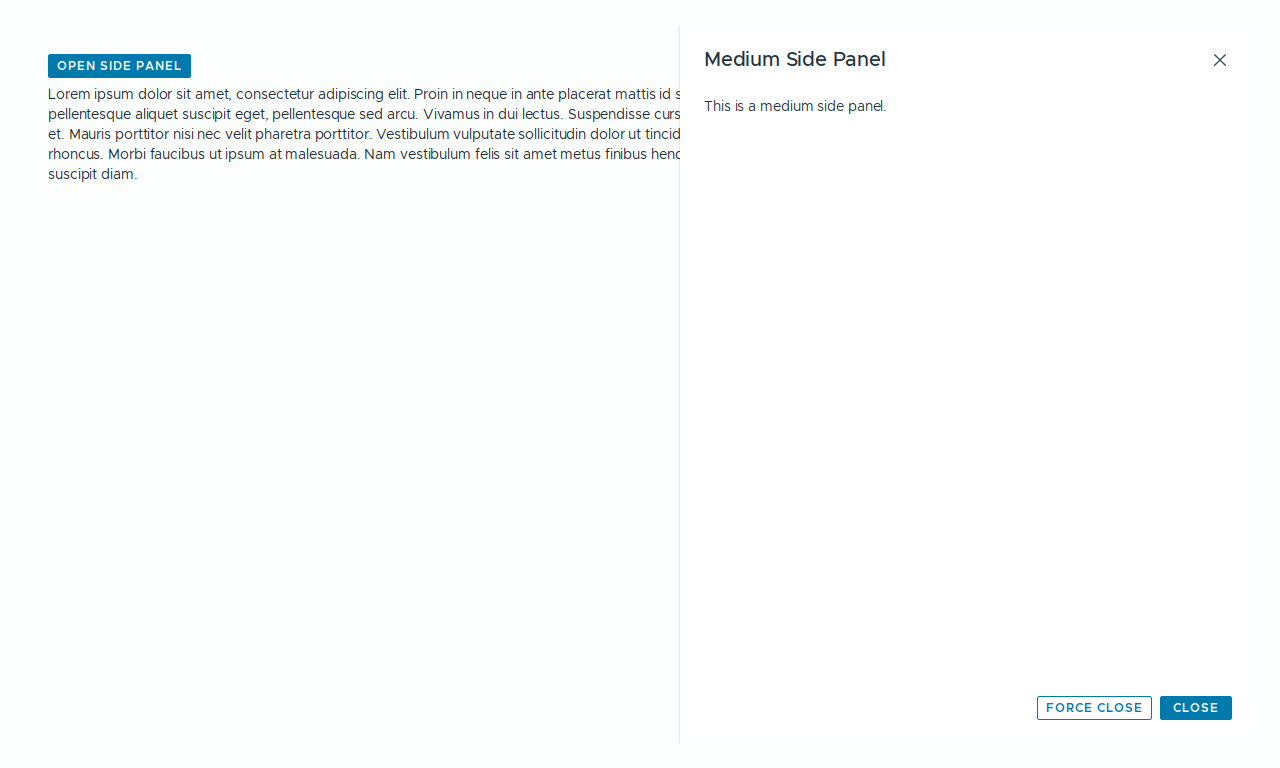 OPEN SIDE PANEL
Lorem ipsum dolor sit amet, consectetur adipiscing elit. Proin in neque in ante placerat mattis id
pellentesque aliquet suscipit eget, pellentesque sed arcu. Vivamus in dui lectus. Suspendisse
et. Mauris porttitor nisi nec velit pharetra porttitor. Vestibulum vulputate sollicitudin dolor ut
rhoncus. Morbi faucibus ut ipsum at malesuada. Nam vestibulum felis sit amet metus finibus
suscipit diam.
Medium Side Panel
This is a medium side panel.
FORCE CLOSE
CLOSE